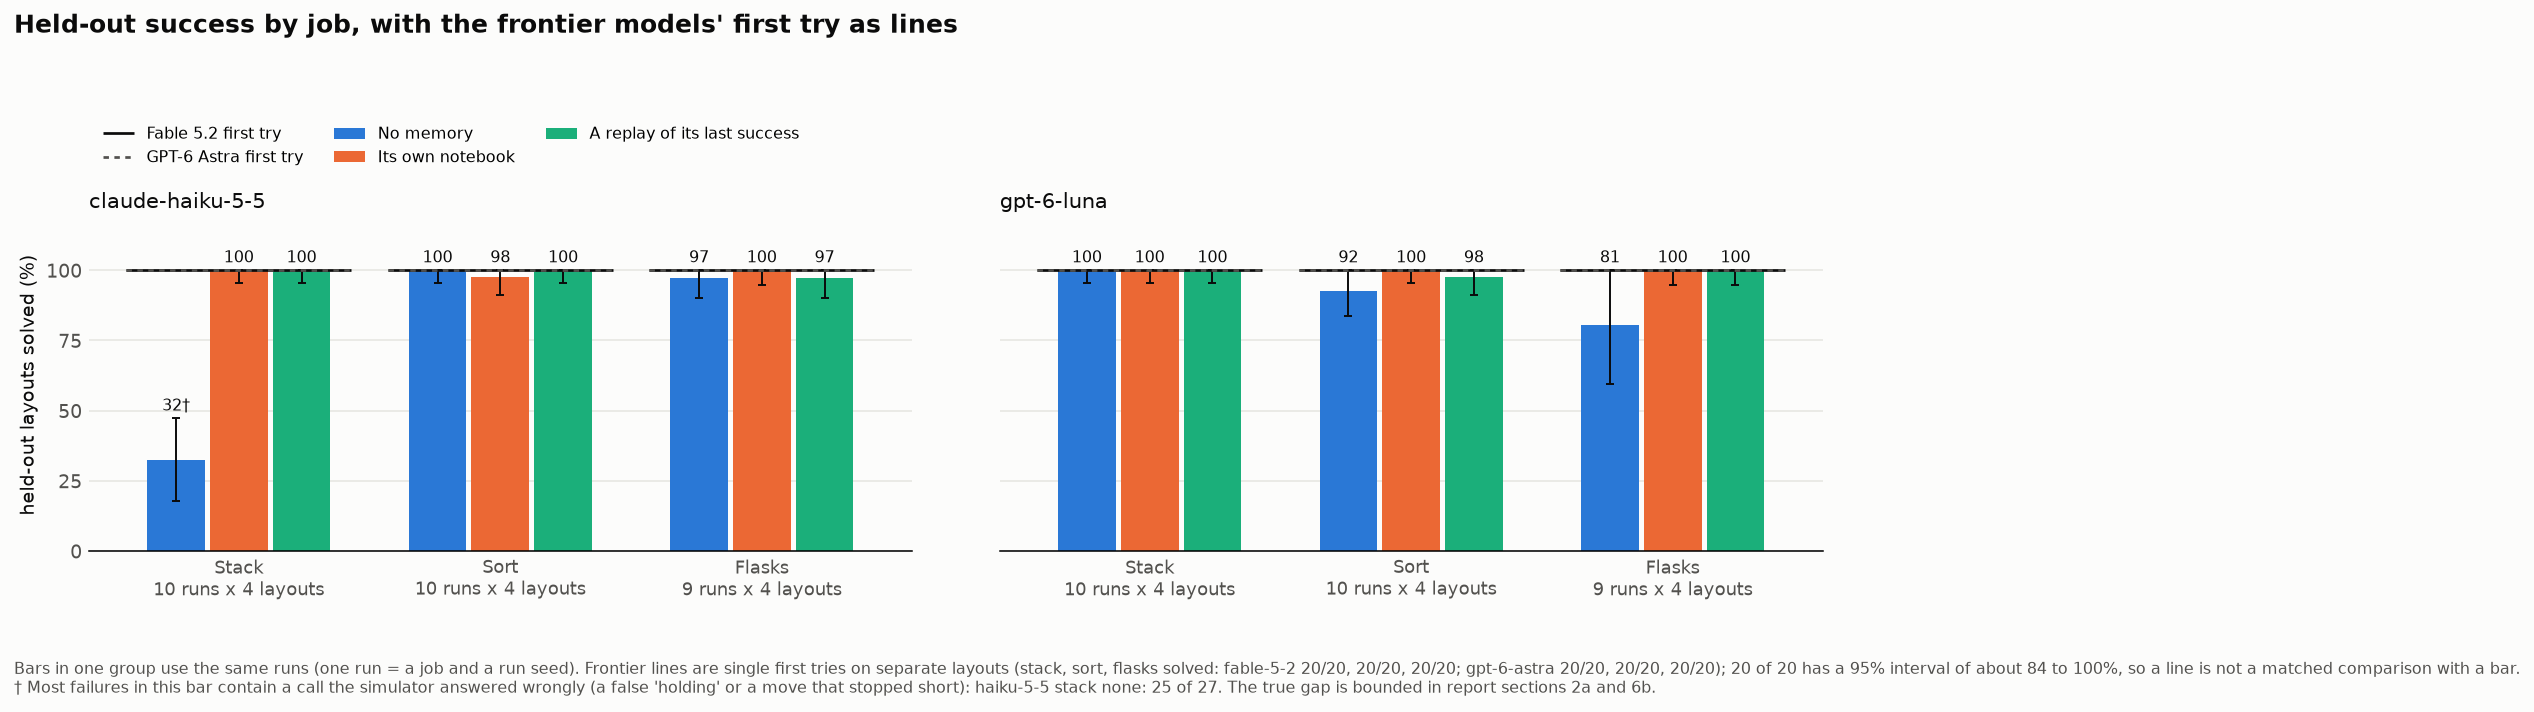 Held-out success by job, with the frontier models' first try as lines
Fable 5.2 first try
GPT-6 Astra first try
No memory
Its own notebook
A replay of its last success
claude-haiku-5-5
gpt-6-luna
held-out layouts solved (%)
100
75
50
25
0
32†
100
100
100
98
100
97
100
97
100
100
100
92
100
98
81
100
100
Stack
10 runs x 4 layouts
Sort
10 runs x 4 layouts
Flasks
9 runs x 4 layouts
Stack
10 runs x 4 layouts
Sort
10 runs x 4 layouts
Flasks
9 runs x 4 layouts
Bars in one group use the same runs (one run = a job and a run seed). Frontier lines are single first tries on separate layouts (stack, sort, flasks solved: fable-5-2 20/20, 20/20, 20/20; gpt-6-astra 20/20, 20/20, 20/20); 20 of 20 has a 95% interval of about 84 to 100%, so a line is not a matched comparison with a bar.
† Most failures in this bar contain a call the simulator answered wrongly (a false 'holding' or a move that stopped short): haiku-5-5 stack none: 25 of 27. The true gap is bounded in report sections 2a and 6b.